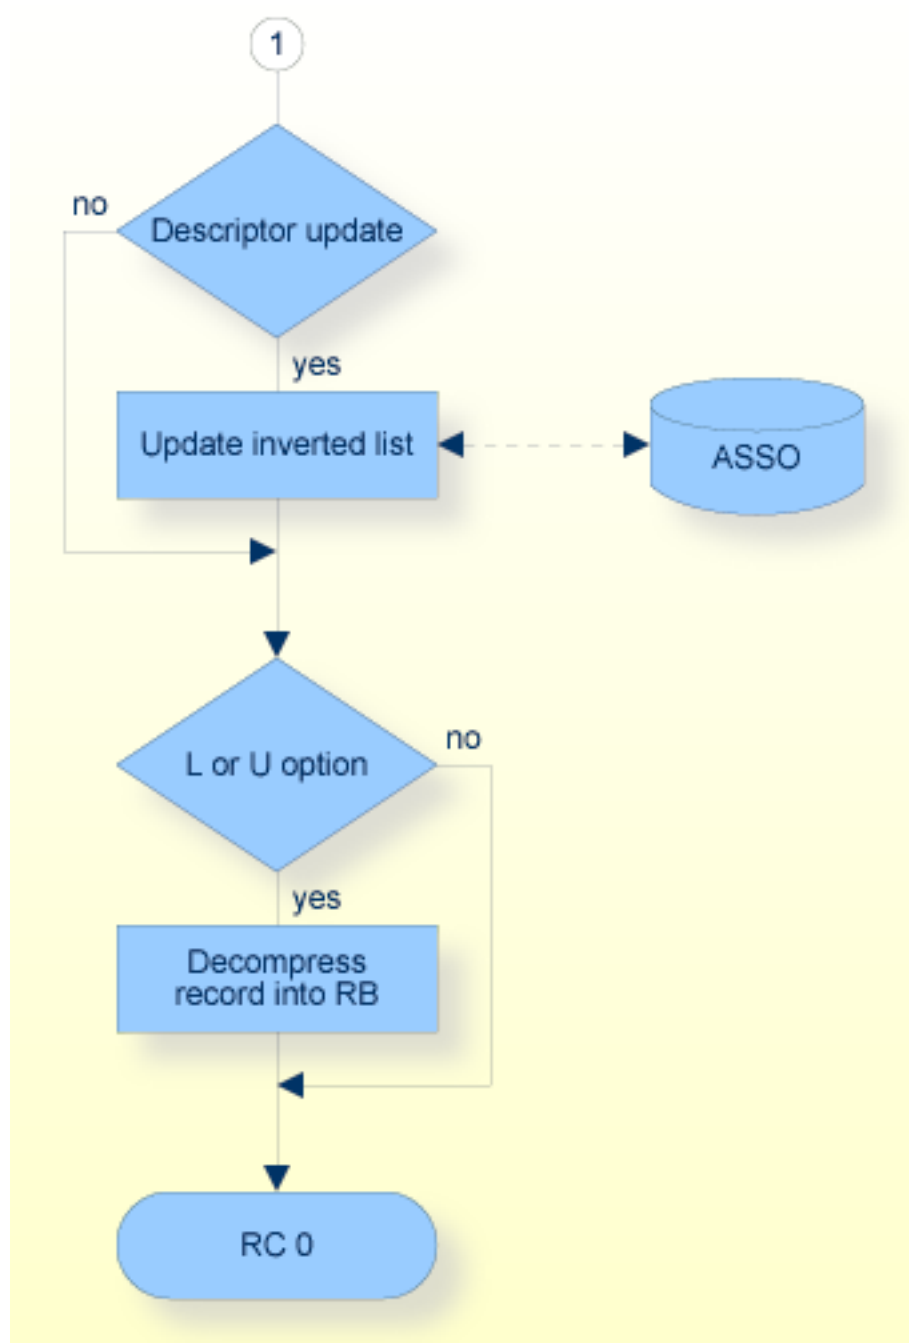 1
no
Descriptor update
yes
Update inverted list
ASSO
no
L or U option
yes
Decompress
record into RB
RC 0